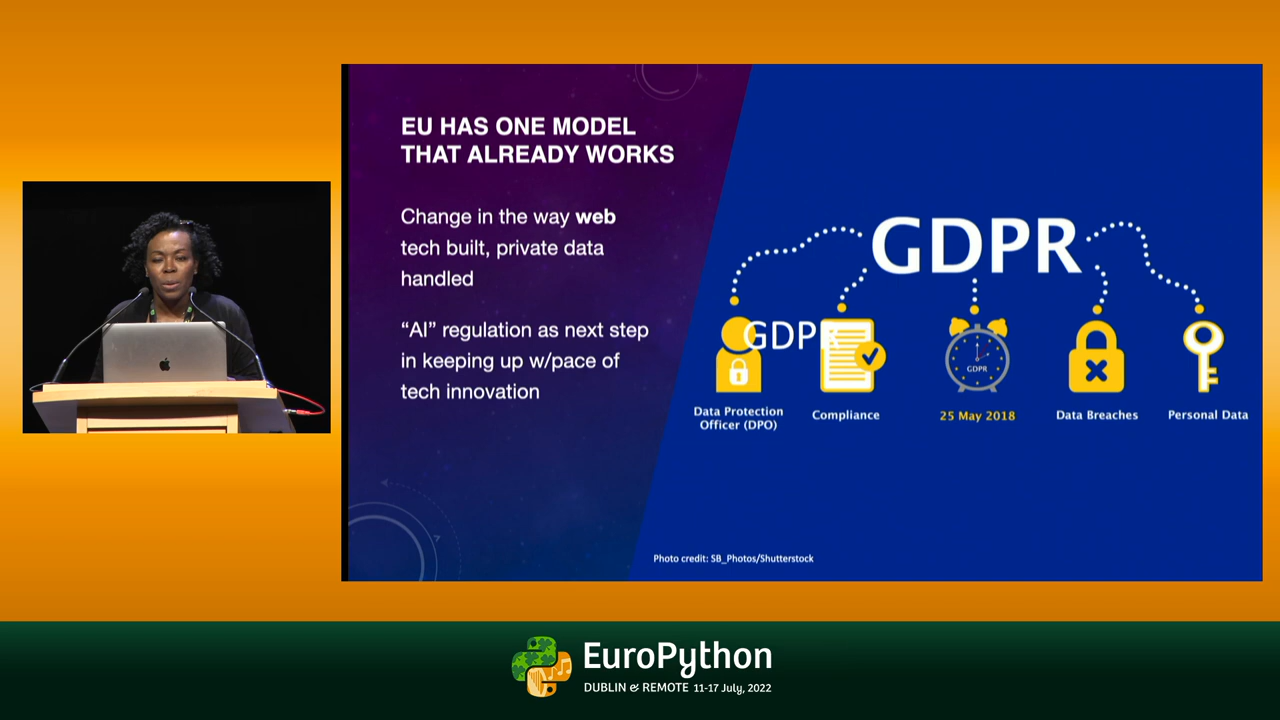 EU HAS ONE MODEL
THAT ALREADY WORKS
Change in the way web
tech built, private data
handled
“AI” regulation as next step
in keeping up w/pace of
tech innovation
GDPR
GDPR
GDPR
Data Protection
Officer (DPO)
Compliance
25 May 2018
Data Breaches
Personal Data
Photo credit: SB_Photos/Shutterstock
EuroPython
DUBLIN & REMOTE 11-17 July, 2022